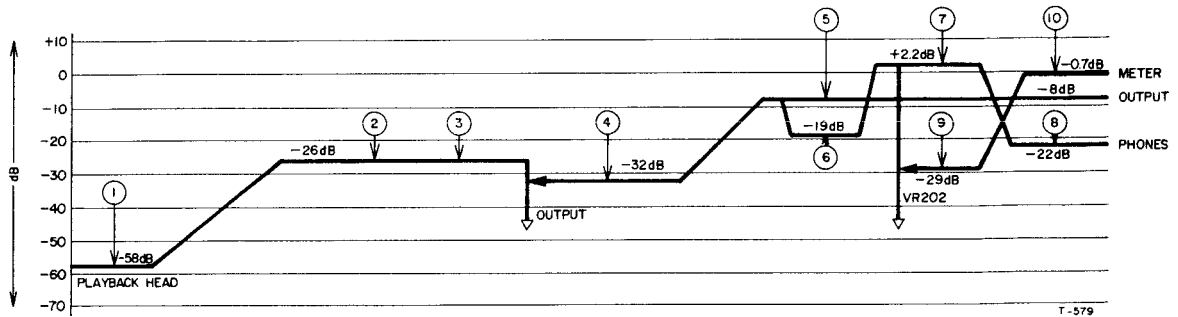 5 7 10
+10
+2.2dB
-0.7dB
0 METER
-8dB OUTPUT
-10
2 3 4 -19dB 9 8
-20
-26dB 6 -22dB PHONES
-30 -32dB -29dB
1
-40 OUTPUT VR202
-50
-58dB
-60
PLAYBACK HEAD
-70
dB
T-579